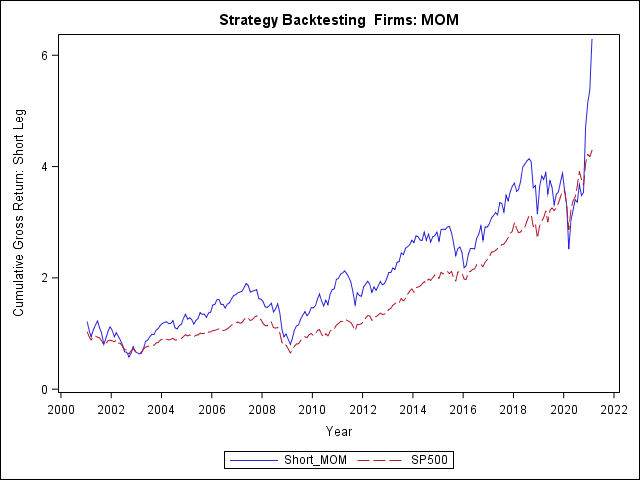 Strategy Backtesting  Firms: MOM
Cumulative Gross Return: Short Leg
6
4
2
0
2000 2002 2004 2006 2008 2010 2012 2014 2016 2018 2020 2022
Year
Short_MOM SP500